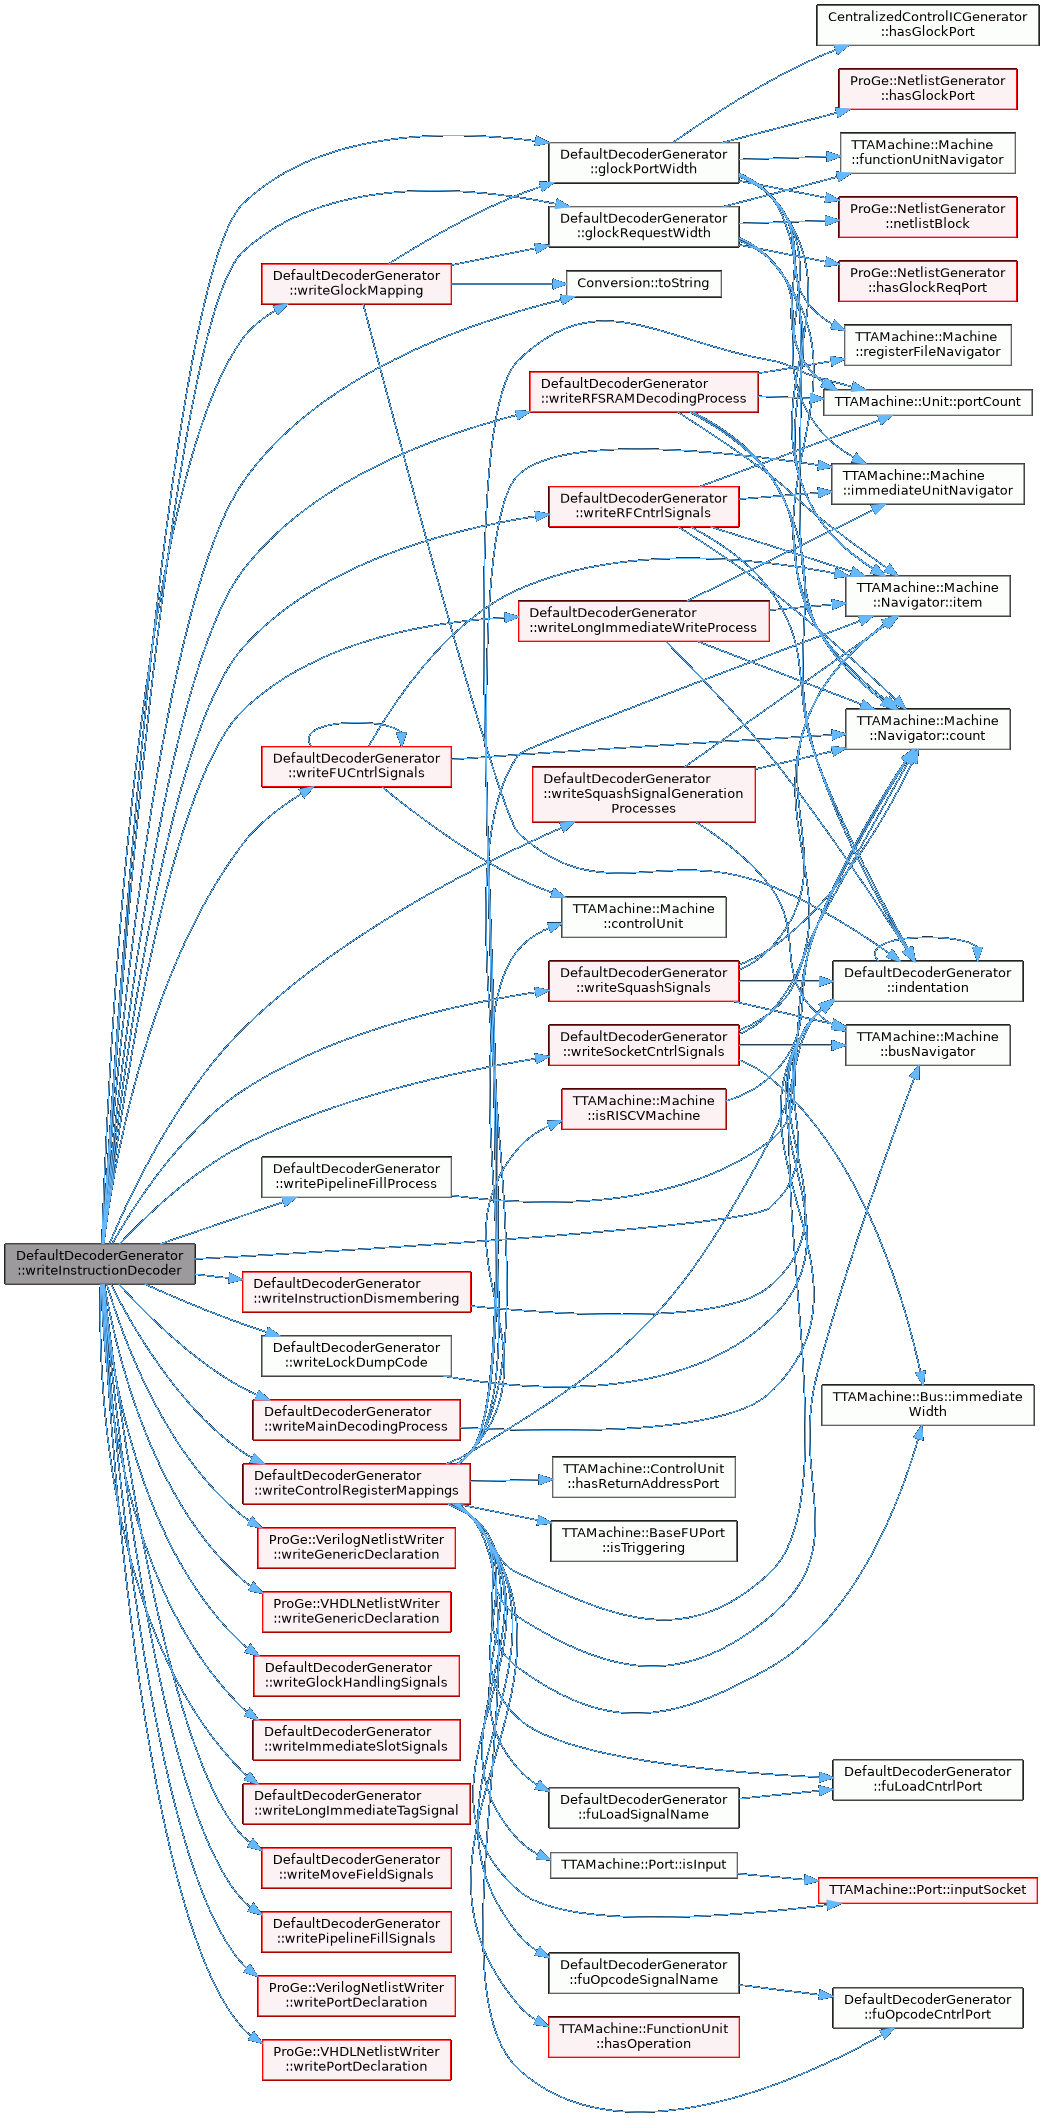 CentralizedControlICGenerator
::hasGlockPort
ProGe::NetlistGenerator
::hasGlockPort
TTAMachine::Machine
::functionUnitNavigator
DefaultDecoderGenerator
::glockPortWidth
ProGe::NetlistGenerator
::netlistBlock
DefaultDecoderGenerator
::glockRequestWidth
ProGe::NetlistGenerator
::hasGlockReqPort
DefaultDecoderGenerator
::writeGlockMapping
Conversion::toString
TTAMachine::Machine
::registerFileNavigator
DefaultDecoderGenerator
::writeRFSRAMDecodingProcess
TTAMachine::Unit::portCount
TTAMachine::Machine
::immediateUnitNavigator
DefaultDecoderGenerator
::writeRFCntrlSignals
TTAMachine::Machine
::Navigator::item
DefaultDecoderGenerator
::writeLongImmediateWriteProcess
TTAMachine::Machine
::Navigator::count
DefaultDecoderGenerator
::writeFUCntrlSignals
DefaultDecoderGenerator
::writeSquashSignalGeneration
Processes
TTAMachine::Machine
::controlUnit
DefaultDecoderGenerator
::writeSquashSignals
DefaultDecoderGenerator
::indentation
DefaultDecoderGenerator
::writeSocketCntrlSignals
TTAMachine::Machine
::busNavigator
TTAMachine::Machine
::isRISCVMachine
DefaultDecoderGenerator
::writePipelineFillProcess
DefaultDecoderGenerator
::writeInstructionDecoder
DefaultDecoderGenerator
::writeInstructionDismembering
DefaultDecoderGenerator
::writeLockDumpCode
TTAMachine::Bus::immediate
Width
DefaultDecoderGenerator
::writeMainDecodingProcess
DefaultDecoderGenerator
::writeControlRegisterMappings
TTAMachine::ControlUnit
::hasReturnAddressPort
TTAMachine::BaseFUPort
::isTriggering
ProGe::VerilogNetlistWriter
::writeGenericDeclaration
ProGe::VHDLNetlistWriter
::writeGenericDeclaration
DefaultDecoderGenerator
::writeGlockHandlingSignals
DefaultDecoderGenerator
::writeImmediateSlotSignals
DefaultDecoderGenerator
::fuLoadCntrlPort
DefaultDecoderGenerator
::writeLongImmediateTagSignal
DefaultDecoderGenerator
::fuLoadSignalName
DefaultDecoderGenerator
::writeMoveFieldSignals
TTAMachine::Port::isInput
TTAMachine::Port::inputSocket
DefaultDecoderGenerator
::writePipelineFillSignals
DefaultDecoderGenerator
::fuOpcodeSignalName
ProGe::VerilogNetlistWriter
::writePortDeclaration
DefaultDecoderGenerator
::fuOpcodeCntrlPort
TTAMachine::FunctionUnit
::hasOperation
ProGe::VHDLNetlistWriter
::writePortDeclaration